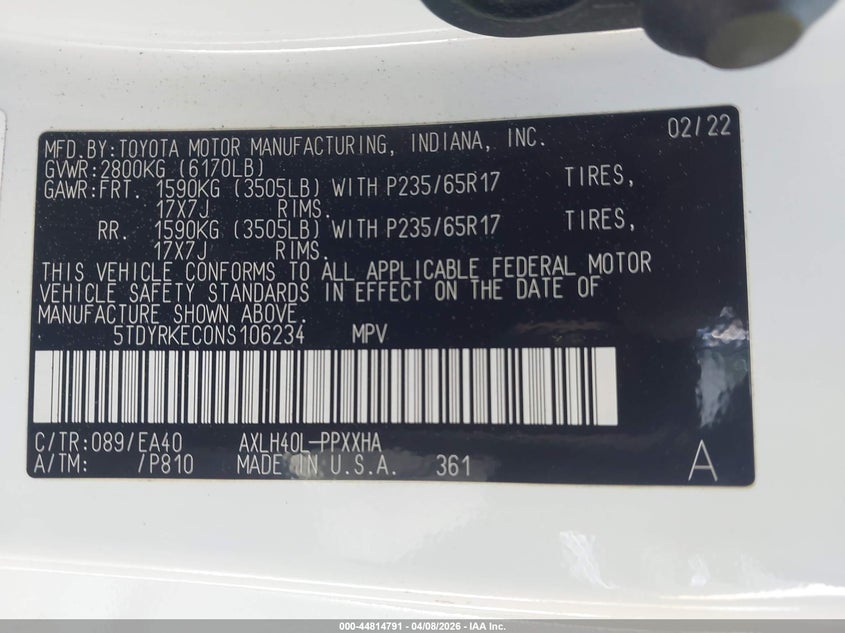 02/22
MFD.BY:TOYOTA MOTOR MANUFACTURING, INDIANA, INC.
GVWR:2800KG (6170LB)
GAWR:FRT. 1590KG (3505LB) WITH P235/65R17 TIRES,
17X7J RIMS.
RR. 1590KG (3505LB) WITH P235/65R17 TIRES,
17X7J RIMS.
THIS VEHICLE CONFORMS TO ALL APPLICABLE FEDERAL MOTOR
VEHICLE SAFETY STANDARDS IN EFFECT ON THE DATE OF
MANUFACTURE SHOWN ABOVE.
5TDYRKEC0NS106234 MPV
C/TR:089/EA40 AXLH40L-PPXXHA
A/TM: /P810 MADE IN U.S.A. 361
A
000-44814791 - 04/08/2026 - IAA Inc.